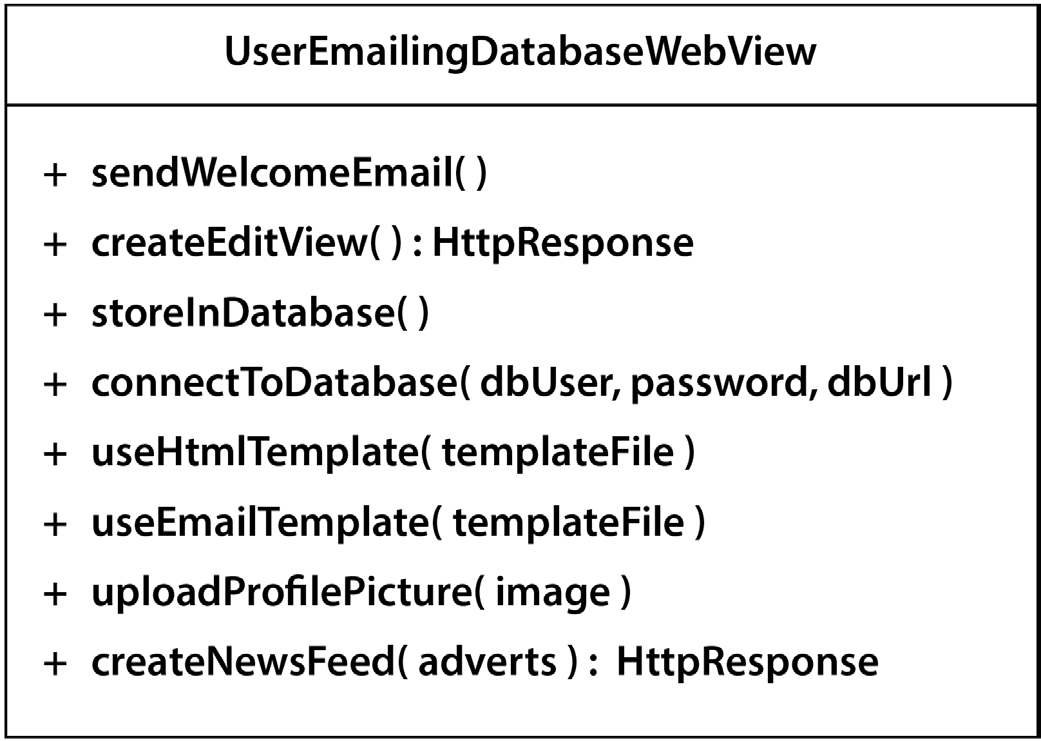 UserEmailingDatabaseWebView
+ sendWelcomeEmail( )
+ createEditView( ) : HttpResponse
+ storeInDatabase( )
+ connectToDatabase( dbUser, password, dbUrl )
+ useHtmlTemplate( templateFile )
+ useEmailTemplate( templateFile )
+ uploadProfilePicture( image )
+ createNewsFeed( adverts ) : HttpResponse